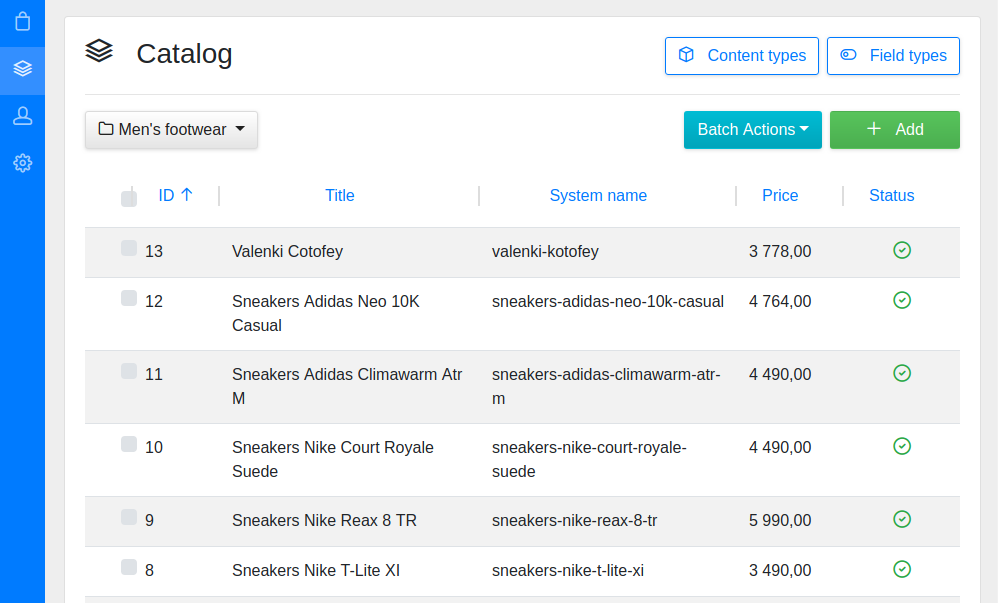 Catalog
Content types
Field types
Men's footwear
Batch Actions
Add
ID
Title
System name
Price
Status
13
Valenki Cotofey
valenki-kotofey
3 778,00
12
Sneakers Adidas Neo 10K
Casual
sneakers-adidas-neo-10k-casual
4 764,00
11
Sneakers Adidas Climawarm Atr
M
sneakers-adidas-climawarm-atr-
m
4 490,00
10
Sneakers Nike Court Royale
Suede
sneakers-nike-court-royale-
suede
4 490,00
9
Sneakers Nike Reax 8 TR
sneakers-nike-reax-8-tr
5 990,00
8
Sneakers Nike T-Lite XI
sneakers-nike-t-lite-xi
3 490,00